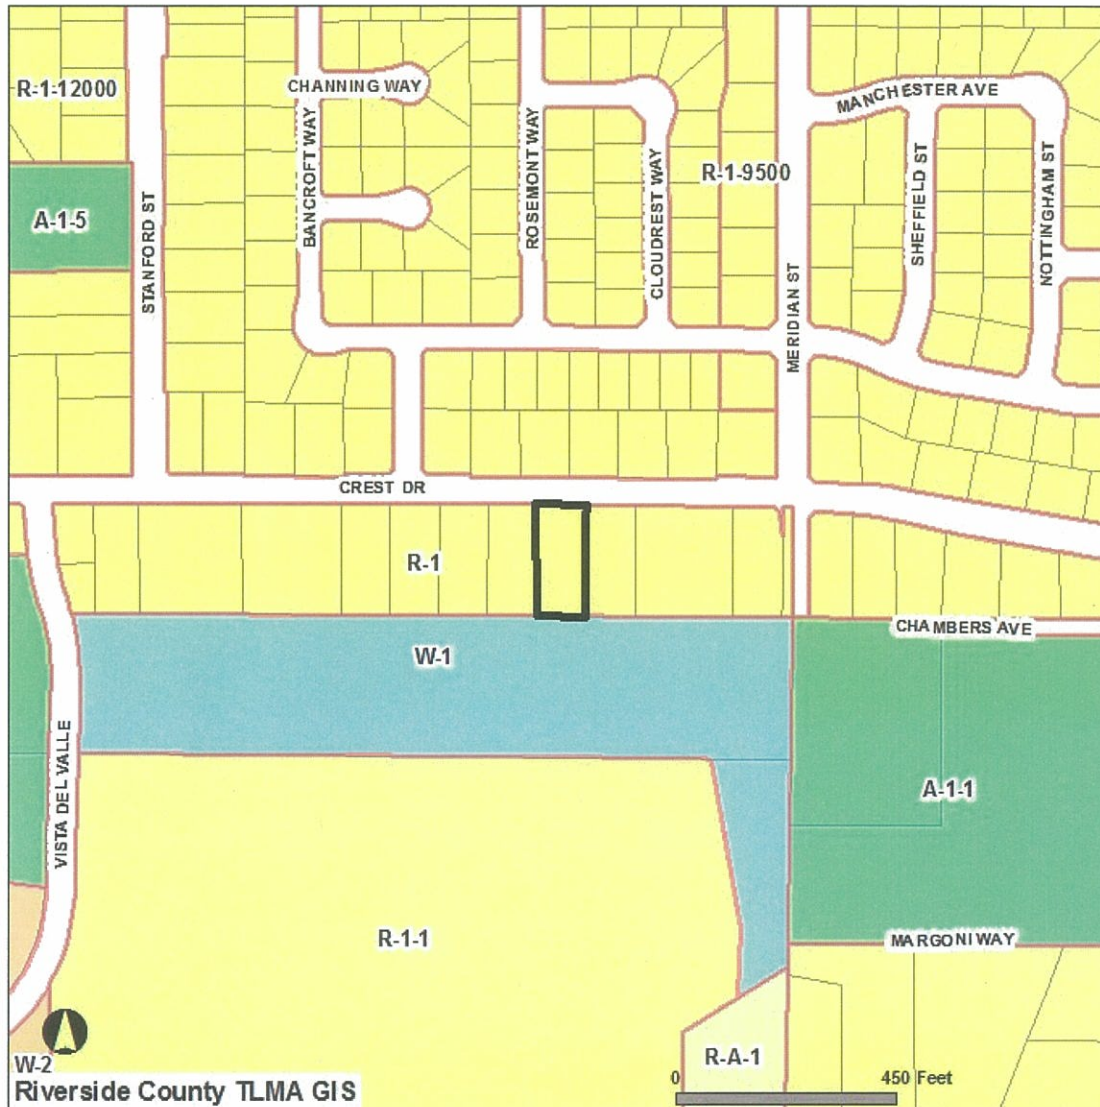 R-1-12000
CHANNING WAY
MANCHESTER AVE
BANCROFT WAY
ROSEMONT WAY
CLOUDREST WAY
R-1-9500
SHEFFIELD ST
NOTTINGHAM ST
A-1-5
STANFORD ST
MERIDIAN ST
CREST DR
R-1
CHAMBERS AVE
W-1
VISTA DEL VALLE
A-1-1
R-1-1
MARGONI WAY
R-A-1
W-2
0 450 Feet
Riverside County TLMA GIS